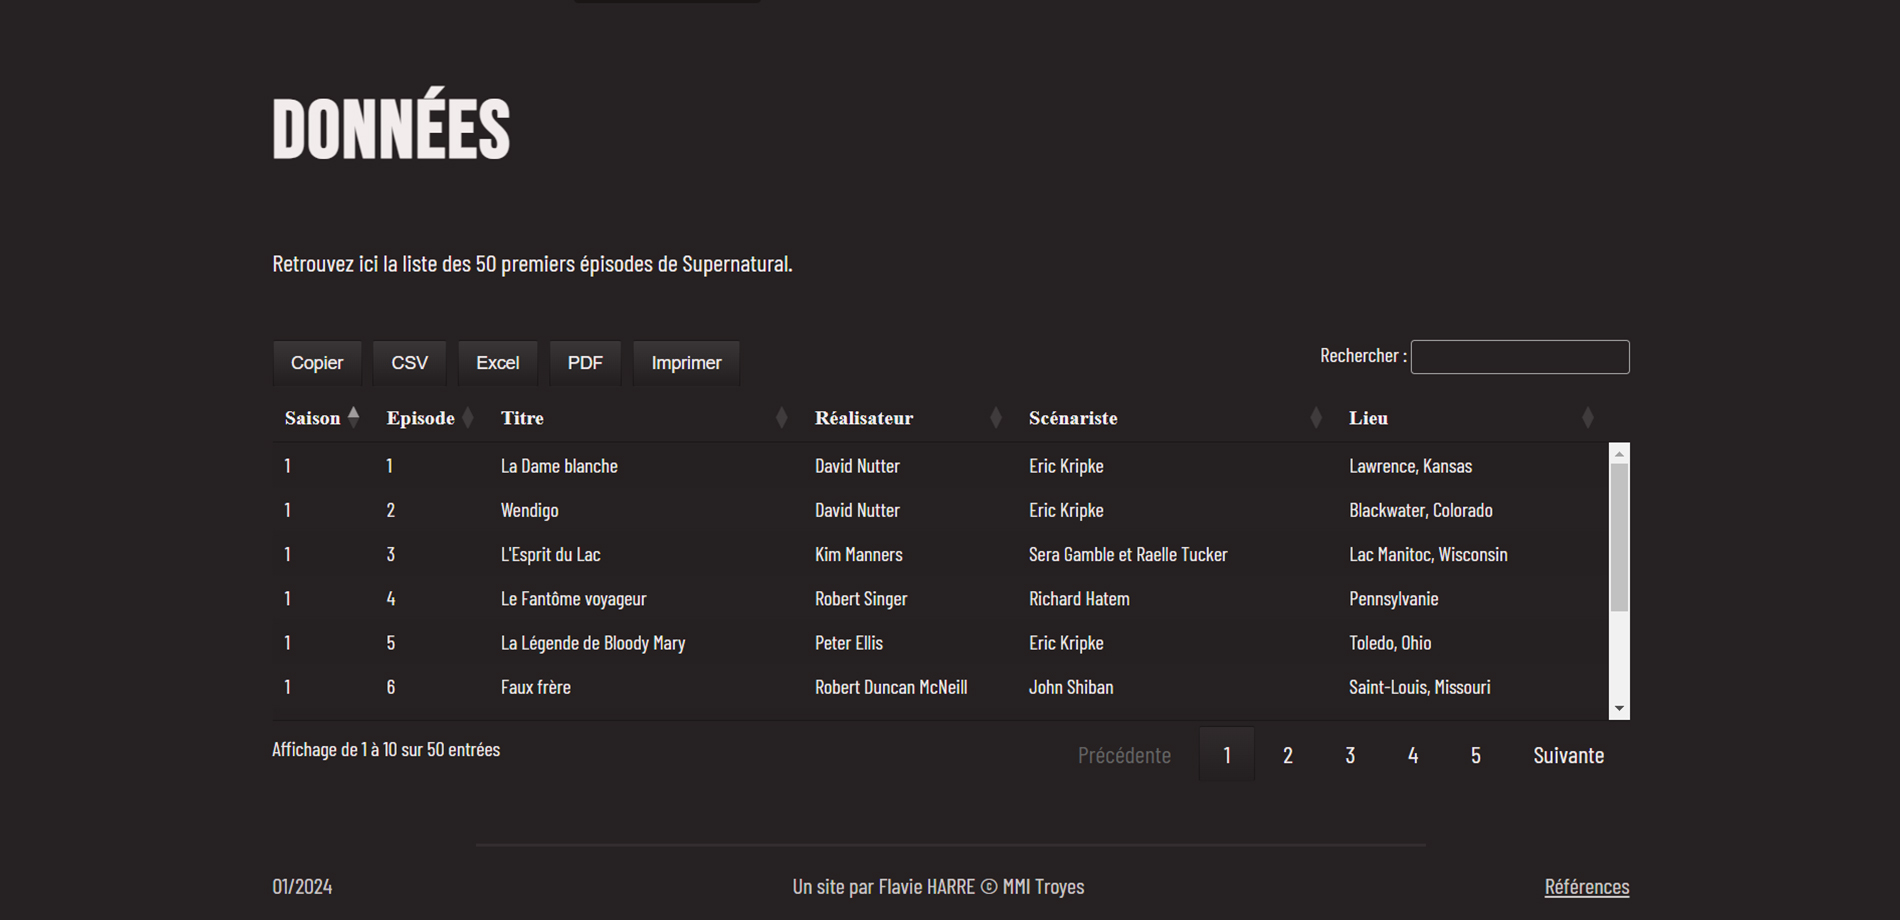 DONNÉES
Retrouvez ici la liste des 50 premiers épisodes de Supernatural.
Copier CSV Excel PDF Imprimer Rechercher :
Saison Episode Titre Réalisateur Scénariste Lieu
1 1 La Dame blanche David Nutter Eric Kripke Lawrence, Kansas
1 2 Wendigo David Nutter Eric Kripke Blackwater, Colorado
1 3 L'Esprit du Lac Kim Manners Sera Gamble et Raelle Tucker Lac Manitoc, Wisconsin
1 4 Le Fantôme voyageur Robert Singer Richard Hatem Pennsylvanie
1 5 La Légende de Bloody Mary Peter Ellis Eric Kripke Toledo, Ohio
1 6 Faux frère Robert Duncan McNeill John Shiban Saint-Louis, Missouri
Affichage de 1 à 10 sur 50 entrées Précédente 1 2 3 4 5 Suivante
01/2024 Un site par Flavie HARRE © MMI Troyes Références